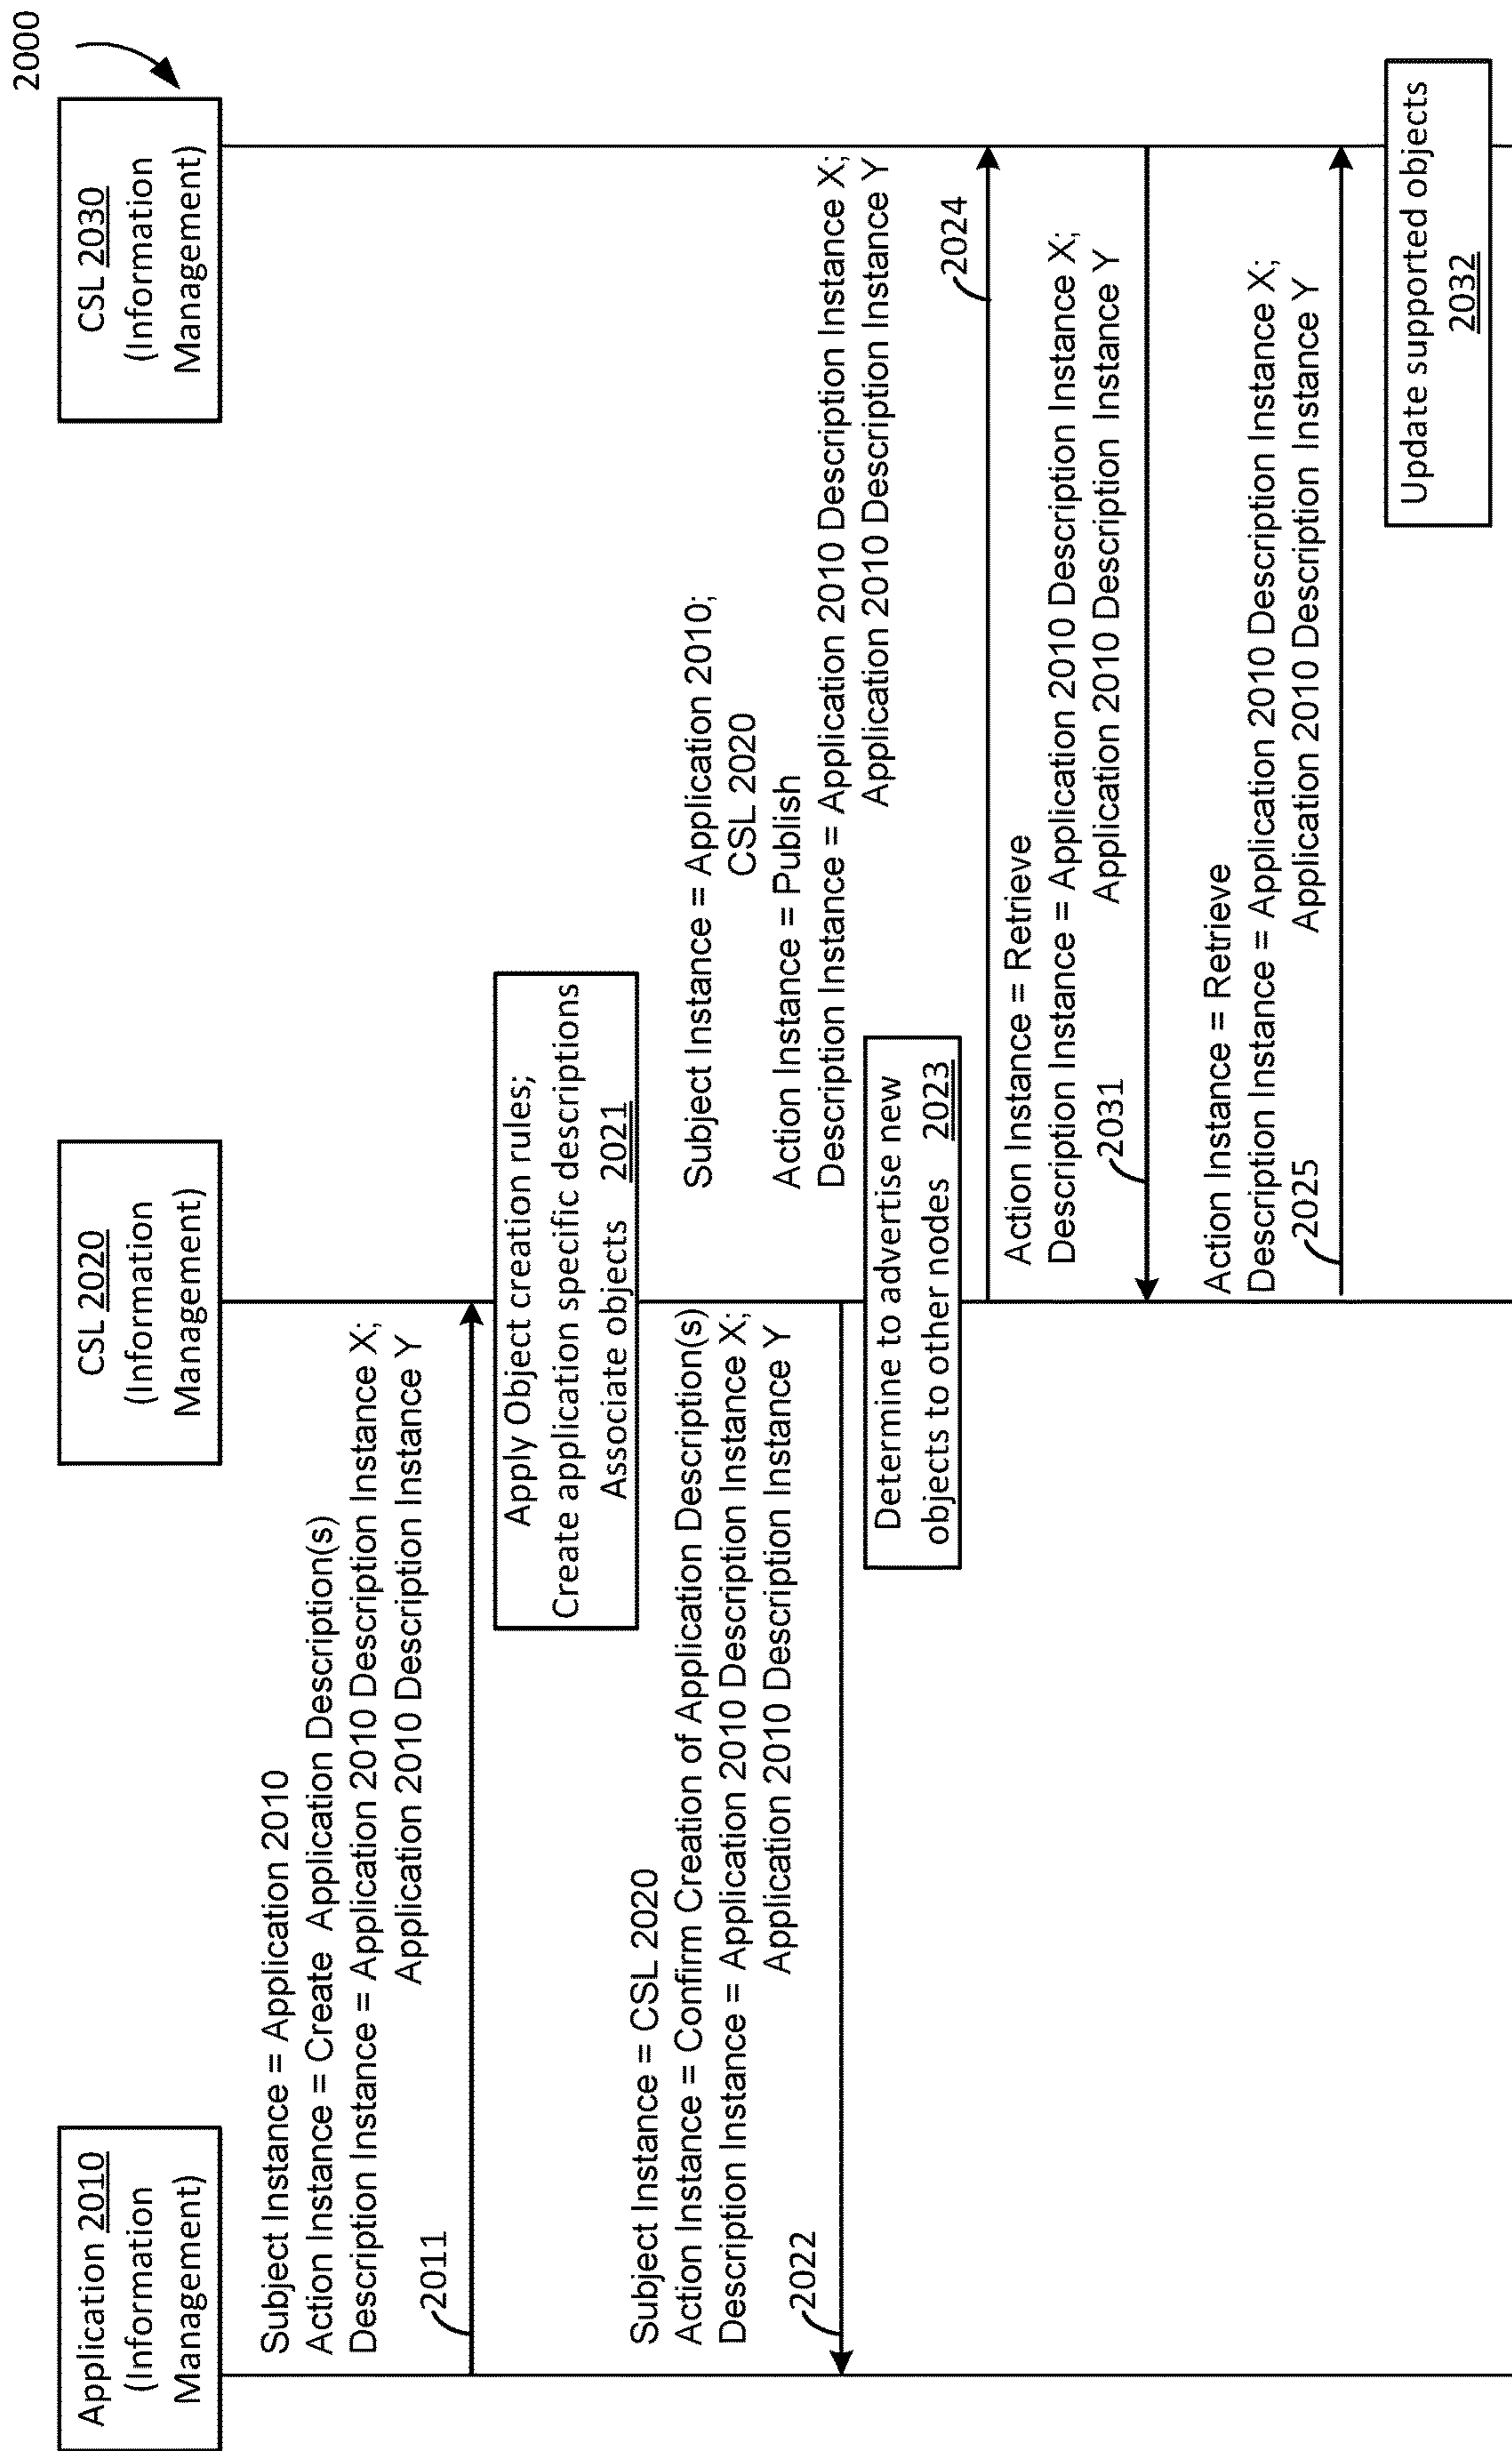 2000
Application 2010
(Information
Management)
CSL 2020
(Information
Management)
CSL 2030
(Information
Management)
Subject Instance = Application 2010
Action Instance = Create Application Description(s)
Description Instance = Application 2010 Description Instance X;
Application 2010 Description Instance Y
2011
Apply Object creation rules;
Create application specific descriptions
Associate objects 2021
Subject Instance = CSL 2020
Action Instance = Confirm Creation of Application Description(s)
Description Instance = Application 2010 Description Instance X;
Application 2010 Description Instance Y
2022
Subject Instance = Application 2010;
CSL 2020
Action Instance = Publish
Description Instance = Application 2010 Description Instance X;
Application 2010 Description Instance Y
Determine to advertise new
objects to other nodes 2023
2024
Action Instance = Retrieve
Description Instance = Application 2010 Description Instance X;
Application 2010 Description Instance Y
2031
Action Instance = Retrieve
Description Instance = Application 2010 Description Instance X;
Application 2010 Description Instance Y
2025
Update supported objects
2032